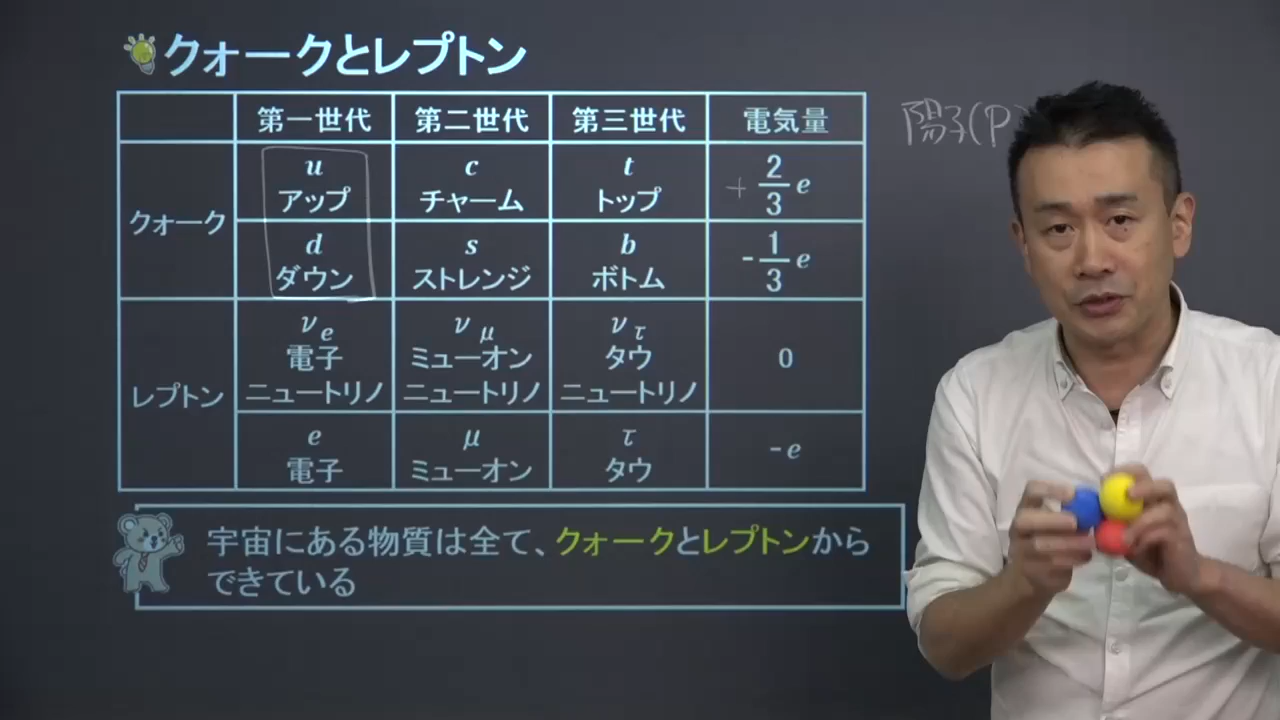 クォークとレプトン
第一世代 第二世代 第三世代 電気量
クォーク
u c t + 2/3 e
アップ チャーム トップ
d s b - 1/3 e
ダウン ストレンジ ボトム
レプトン
νe νμ ντ 0
電子 ミューオン タウ
ニュートリノ ニュートリノ ニュートリノ
e μ τ -e
電子 ミューオン タウ
宇宙にある物質は全て、クォークとレプトンから
できている
陽子(P